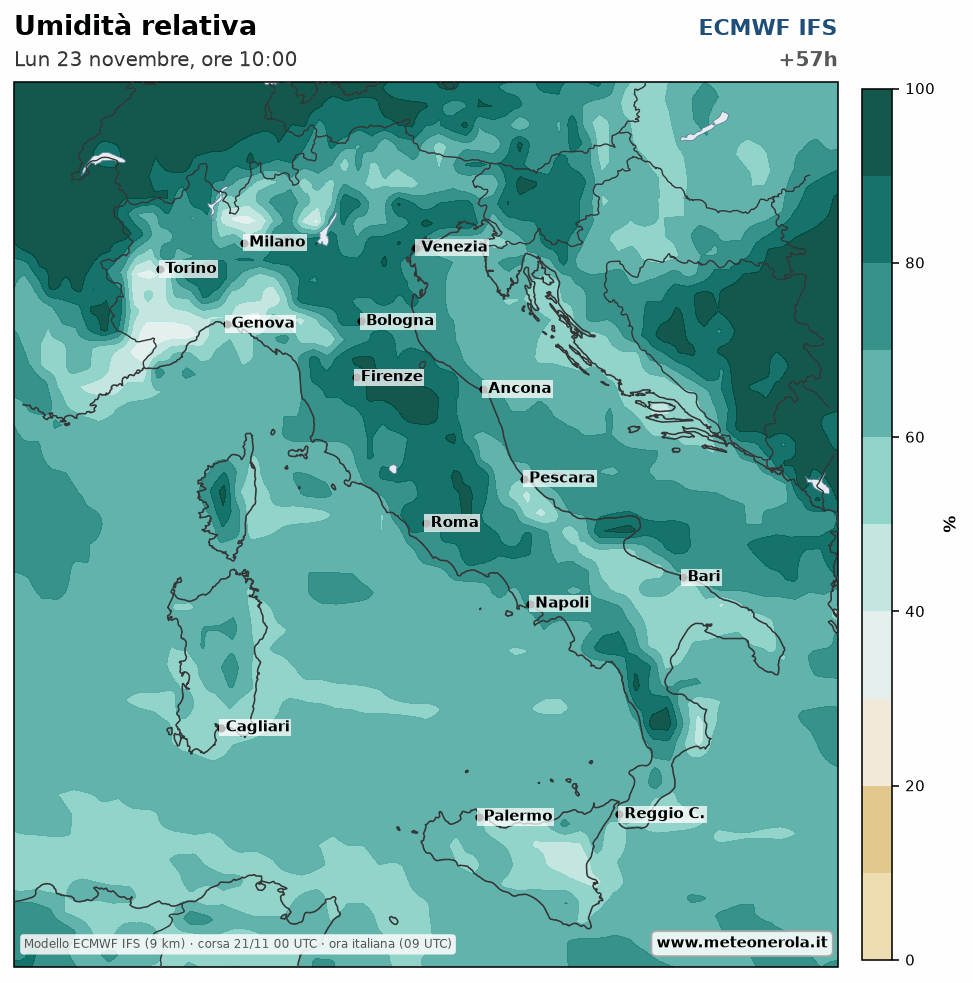 Umidità relativa
ECMWF IFS
Lun 23 novembre, ore 10:00
+57h
100
80
60
40
20
0
%
Milano
Venezia
Torino
Genova
Bologna
Firenze
Ancona
Pescara
Roma
Bari
Napoli
Cagliari
Palermo
Reggio C.
Modello ECMWF IFS (9 km) · corsa 21/11 00 UTC · ora italiana (09 UTC)
www.meteonerola.it